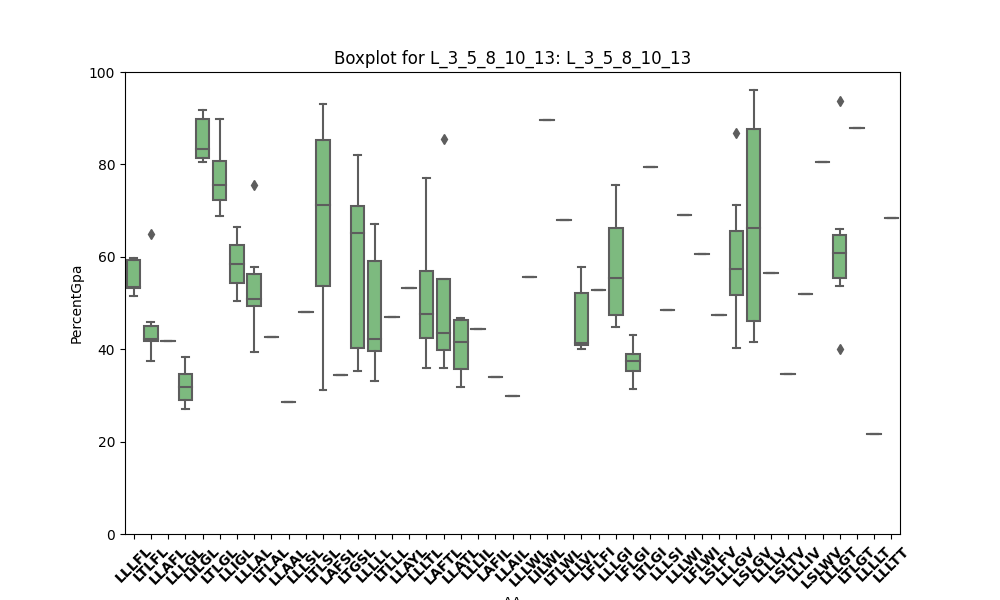 Boxplot for L_3_5_8_10_13: L_3_5_8_10_13
PercentGpa
100
80
60
40
20
0
LLLFL
LTLFL
LLAFL
LLLGL
LILGL
LTLGL
LLIGL
LLLAL
LTLAL
LLAAL
LLLSL
LTLSL
LAFSL
LTGSL
LLLLL
LTLLL
LLAYL
LLLTL
LAFTL
LLATL
LLLIL
LAFIL
LLAIL
LLLWL
LILWL
LTLWL
LLLVL
LFLFI
LLLGI
LFLGI
LTLGI
LLLSI
LLLWI
LFLWI
LSLFV
LLLGV
LSLGV
LLLLV
LSLTV
LLLIV
LSLWV
LLLGT
LTLGT
LLLLT
LLLTT